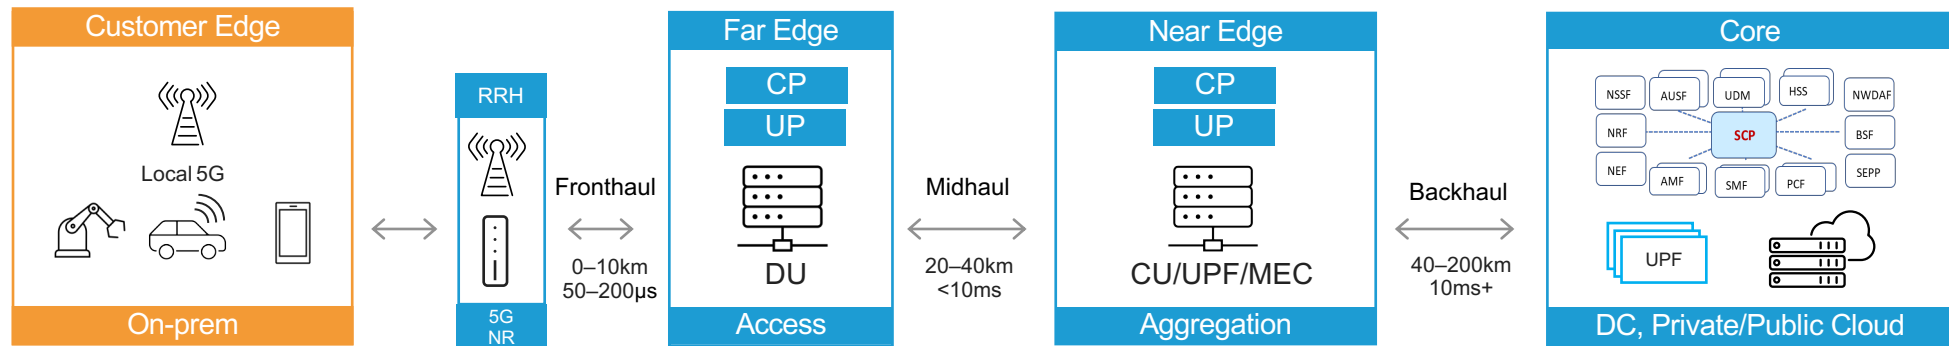 Customer Edge
Local 5G
On-prem
RRH
5G
NR
Fronthaul
0–10km
50–200µs
Far Edge
CP
UP
DU
Access
Midhaul
20–40km
<10ms
Near Edge
CP
UP
CU/UPF/MEC
Aggregation
Backhaul
40–200km
10ms+
Core
NSSF
AUSF
UDM
HSS
NWDAF
NRF
SCP
BSF
NEF
AMF
SMF
PCF
SEPP
UPF
DC, Private/Public Cloud